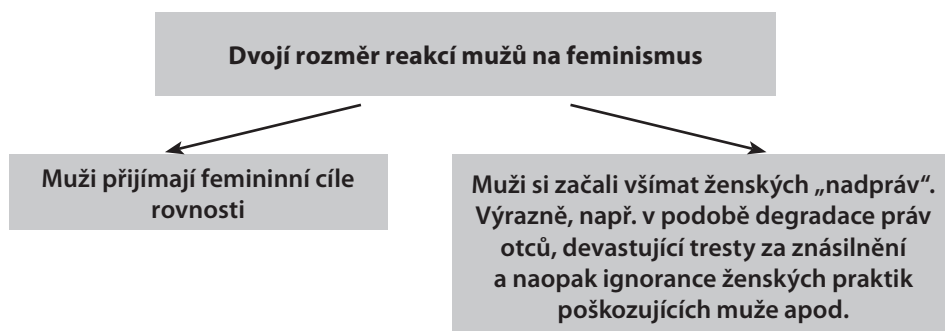 Dvojí rozměr reakcí mužů na feminismus
Muži přijímají femininní cíle
rovnosti
Muži si začali všímat ženských „nadpráv“.
Výrazně, např. v podobě degradace práv
otců, devastující tresty za znásilnění
a naopak ignorance ženských praktik
poškozujících muže apod.